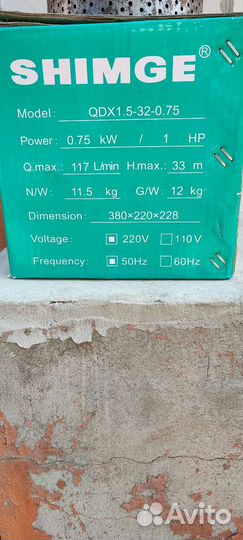 SHIMGE®
Model: QDX1.5-32-0.75
Power: 0.75 kW / 1 HP
Q.max.: 117 L/min H.max.: 33 m
N/W: 11.5 kg G/W: 12 kg
Dimension: 380×220×228
Voltage: 220V 110V
Frequency: 50Hz 60Hz
Avito